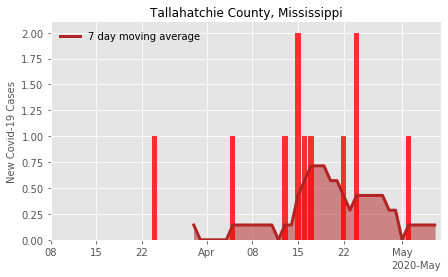 Tallahatchie County, Mississippi
7 day moving average
New Covid-19 Cases
2.00
1.75
1.50
1.25
1.00
0.75
0.50
0.25
0.00
08 15 22 Apr 08 15 22 May
2020-May